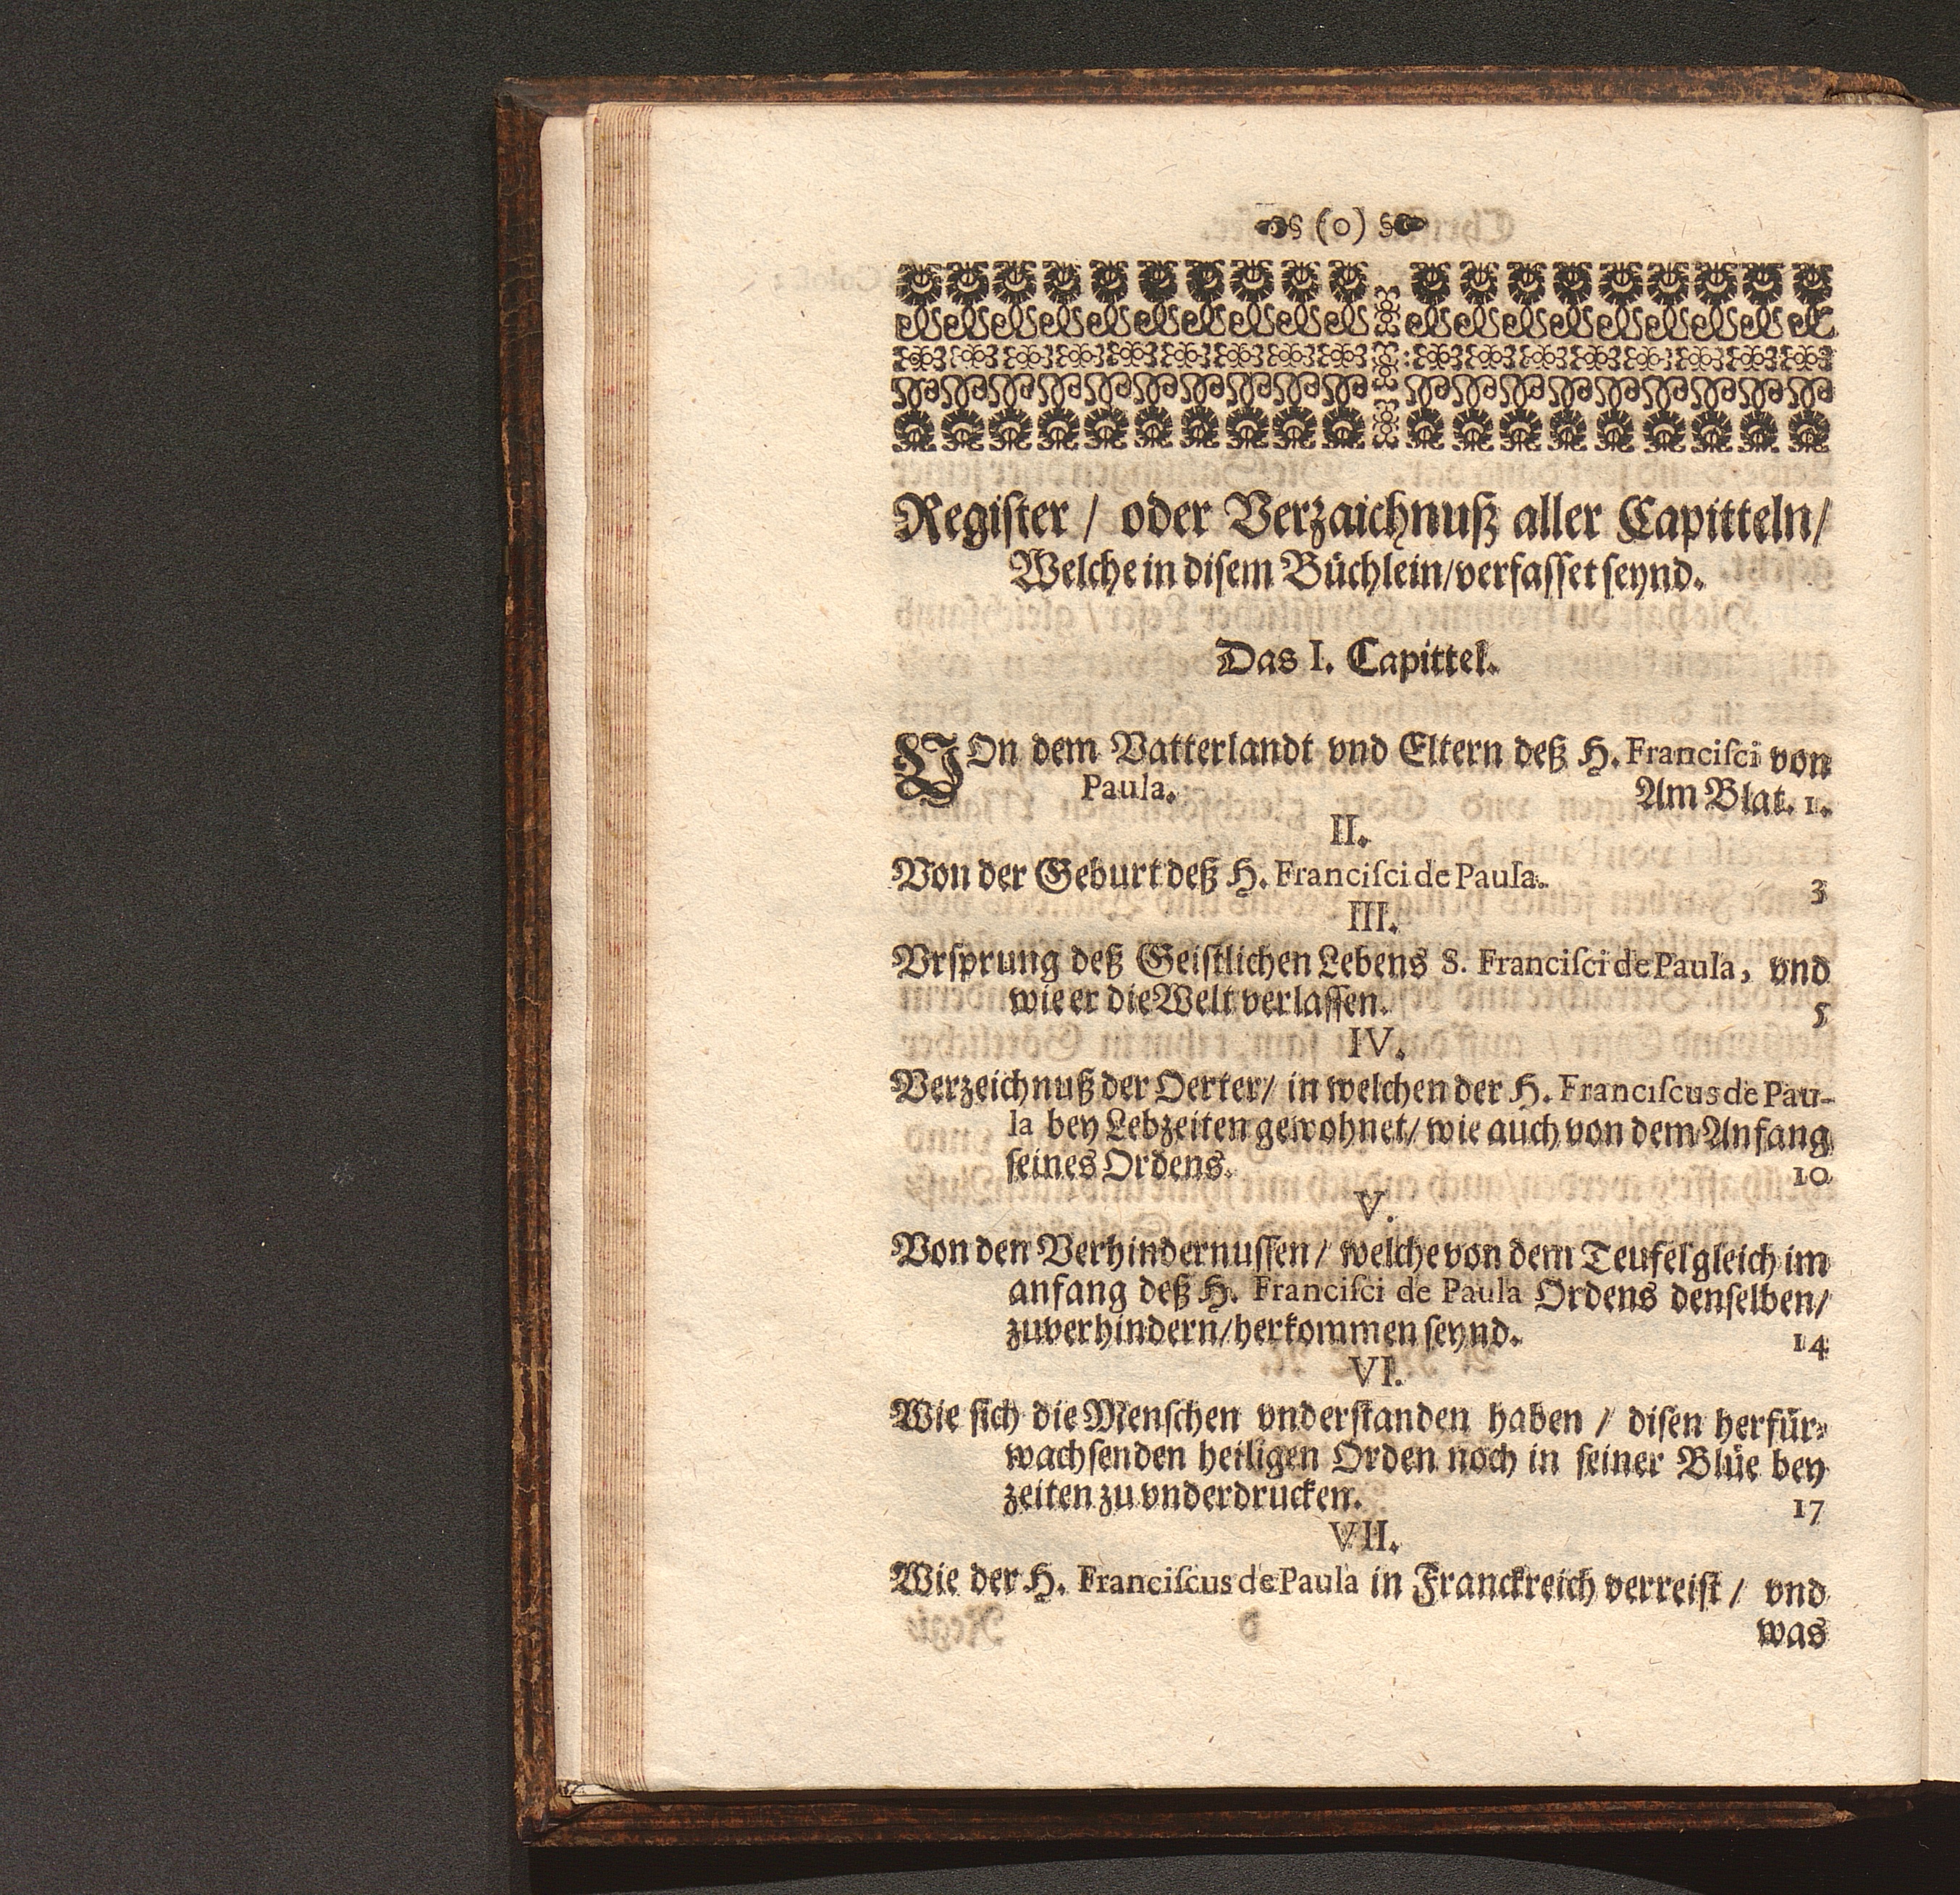 (0)
Register / oder Verzaichnuß aller Capitteln/
Welche in disem Büchlein/verfasset seynd.
Das I. Capittel.
VOn dem Vatterlandt vnd Eltern deß H. Francisci von
Paula. Am Blat. 1.
II.
Von der Geburt deß H. Francisci de Paula. 3
III.
Vrsprung deß Geistlichen Lebens S. Francisci de Paula, vnd
wie er die Welt verlassen. 5
IV.
Verzeichnuß der Oerter/ in welchen der H. Franciscus de Pau-
la bey Lebzeiten gewohnet/ wie auch von dem Anfang
seines Ordens. 10
V.
Von den Verhindernussen/ welche von dem Teufel gleich im
anfang deß H. Francisci de Paula Ordens denselben/
zuverhindern/herkommen seynd. 14
VI.
Wie sich die Menschen vnderstanden haben / disen herfür-
wachsenden heiligen Orden noch in seiner Blüe bey
zeiten zu vnderdrucken. 17
VII.
Wie der H. Franciscus de Paula in Franckreich verreist/ vnd
was